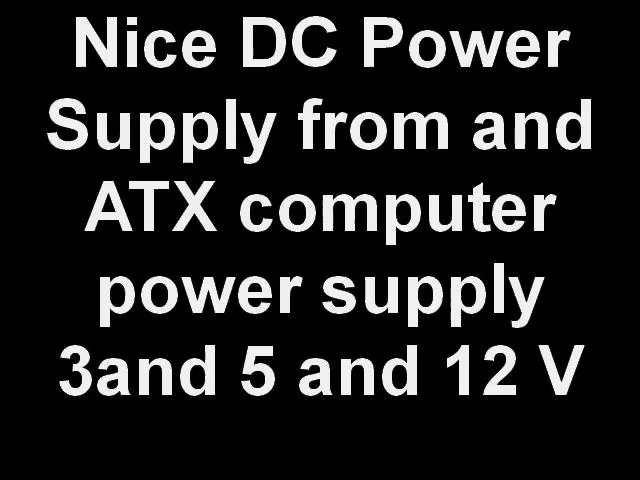 Nice DC Power
Supply from and
ATX computer
power supply
3and 5 and 12 V